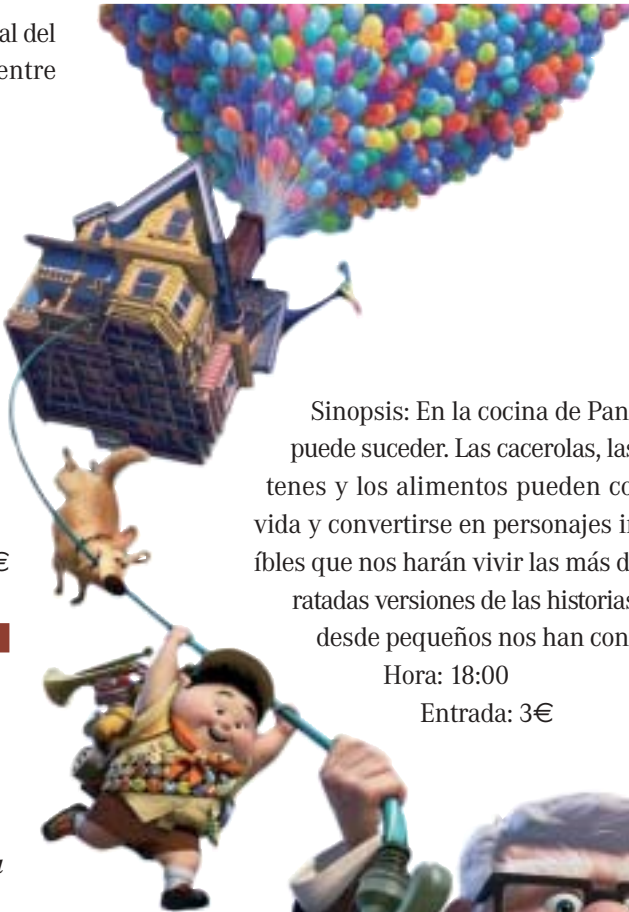 al del
entre
€
Sinopsis: En la cocina de Pan
puede suceder. Las cacerolas, las
tenes y los alimentos pueden co
vida y convertirse en personajes in
íbles que nos harán vivir las más d
ratadas versiones de las historias
desde pequeños nos han con
Hora: 18:00
Entrada: 3€